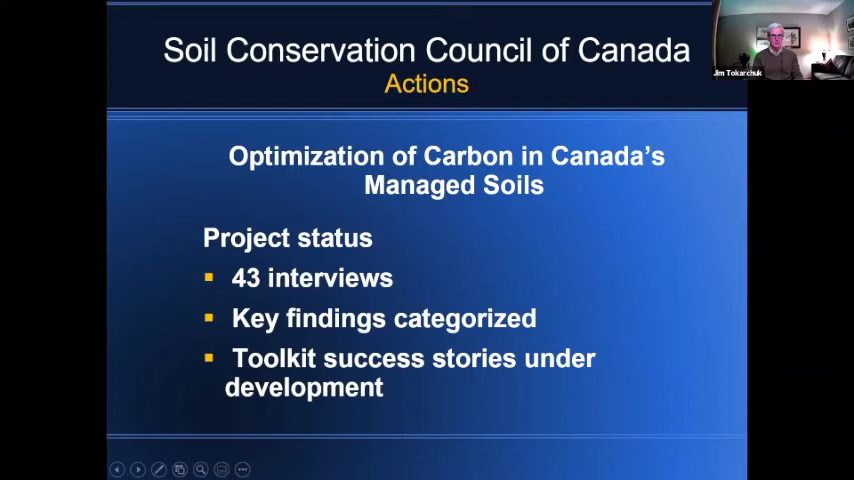 Soil Conservation Council of Canada
Actions
Jim Tokarchuk
Optimization of Carbon in Canada's
Managed Soils
Project status
▪ 43 interviews
▪ Key findings categorized
▪ Toolkit success stories under
development